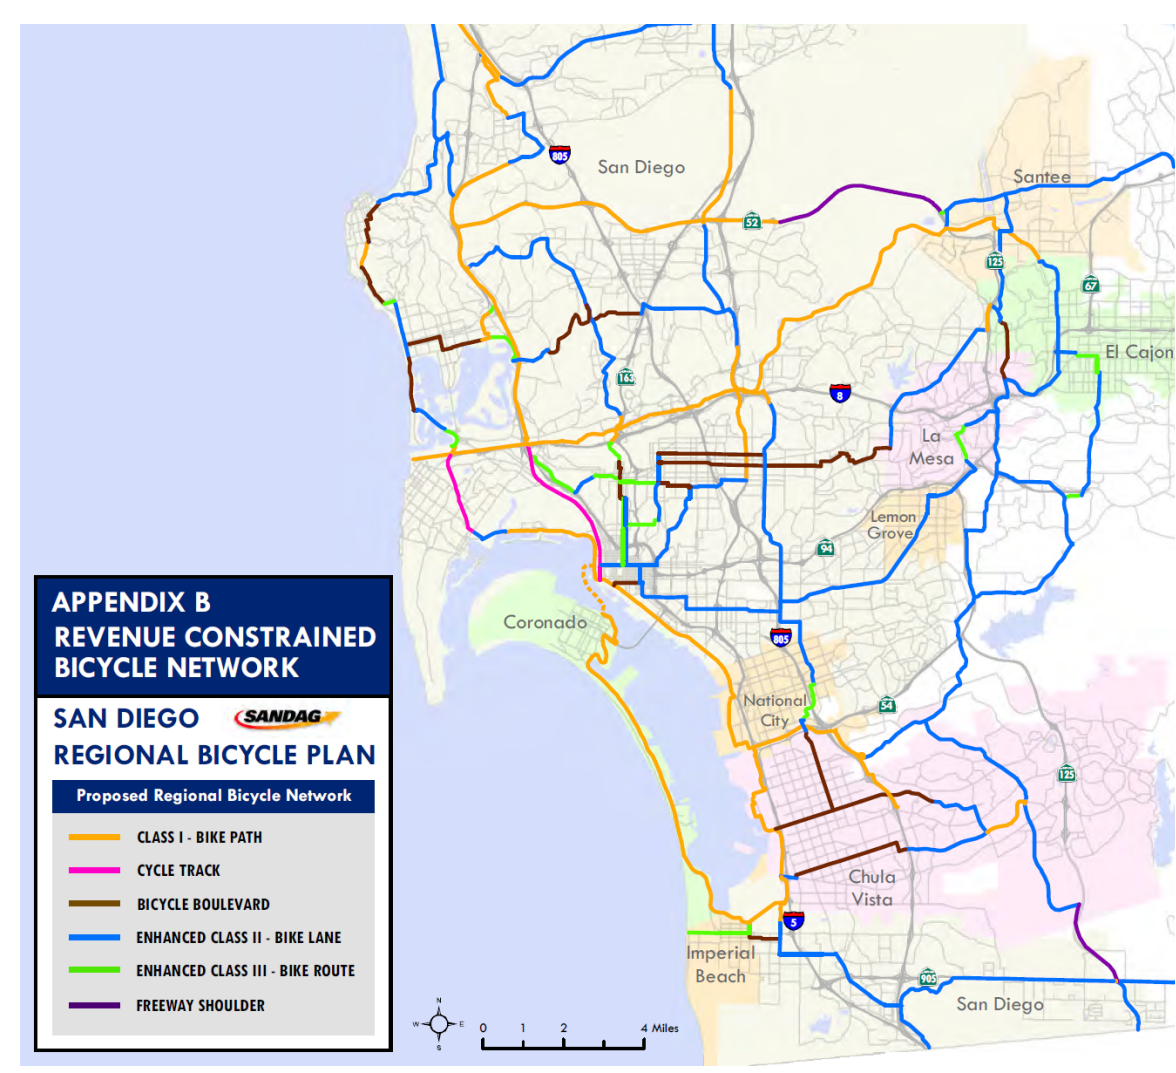 San Diego
805
Santee
52
125
67
El Cajon
163
8
La
Mesa
Lemon
Grove
94
Coronado
805
National
City
54
125
Chula
Vista
5
Imperial
Beach
905
San Diego
APPENDIX B
REVENUE CONSTRAINED
BICYCLE NETWORK
SAN DIEGO SANDAG
REGIONAL BICYCLE PLAN
Proposed Regional Bicycle Network
CLASS I - BIKE PATH
CYCLE TRACK
BICYCLE BOULEVARD
ENHANCED CLASS II - BIKE LANE
ENHANCED CLASS III - BIKE ROUTE
FREEWAY SHOULDER
N
W E
S
0 1 2 4 Miles